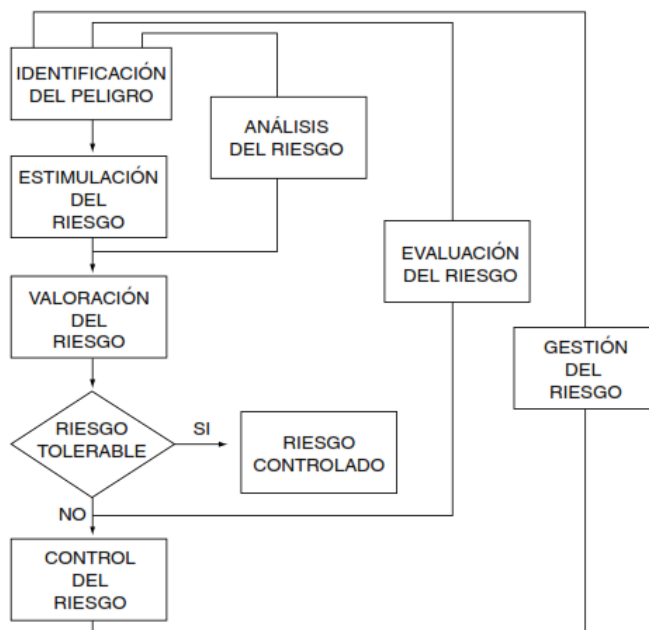 IDENTIFICACIÓN
DEL PELIGRO
ANÁLISIS
DEL RIESGO
ESTIMULACIÓN
DEL
RIESGO
EVALUACIÓN
DEL RIESGO
VALORACIÓN
DEL
RIESGO
GESTIÓN
DEL
RIESGO
RIESGO
TOLERABLE
SI
RIESGO
CONTROLADO
NO
CONTROL
DEL
RIESGO